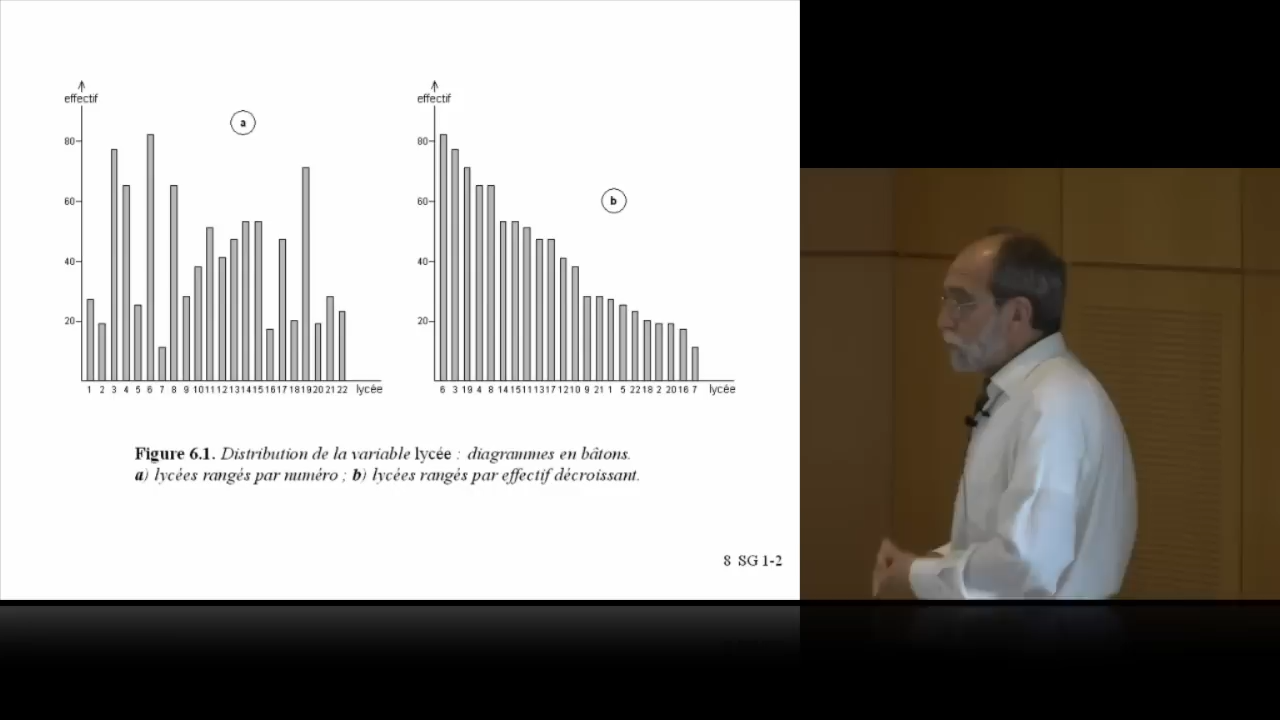 effectif
a
80
60
40
20
1 2 3 4 5 6 7 8 9 10 11 12 13 14 15 16 17 18 19 20 21 22 lycée
effectif
b
80
60
40
20
6 3 19 4 8 14 15 11 13 17 12 10 9 21 1 5 22 18 2 20 16 7 lycée
Figure 6.1. Distribution de la variable lycée : diagrammes en bâtons.
a) lycées rangés par numéro ; b) lycées rangés par effectif décroissant.
8 SG 1-2